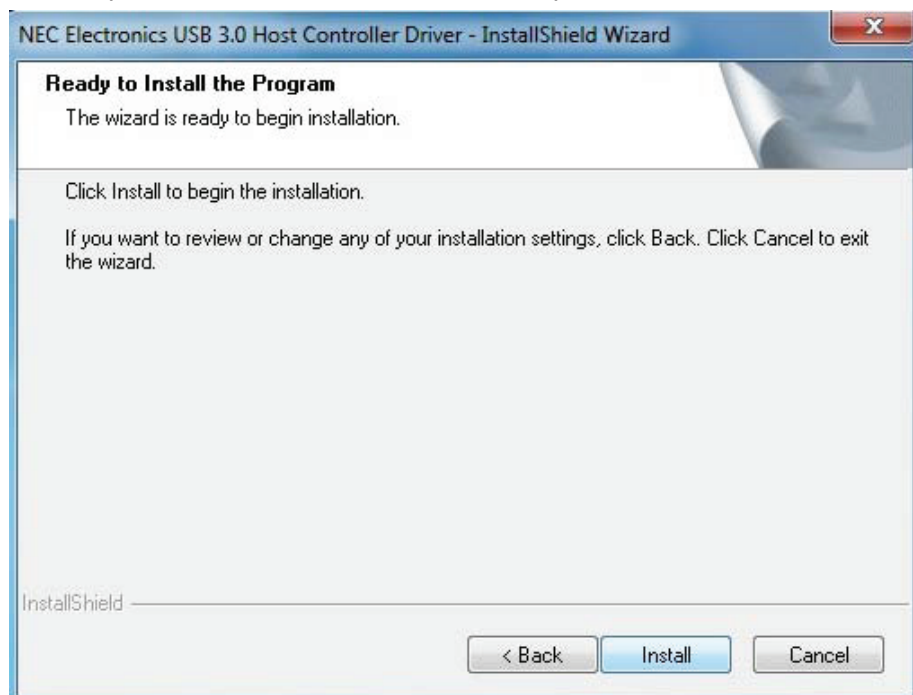 NEC Electronics USB 3.0 Host Controller Driver - InstallShield Wizard
Ready to Install the Program
The wizard is ready to begin installation.
Click Install to begin the installation.
If you want to review or change any of your installation settings, click Back. Click Cancel to exit
the wizard.
InstallShield
< Back Install Cancel